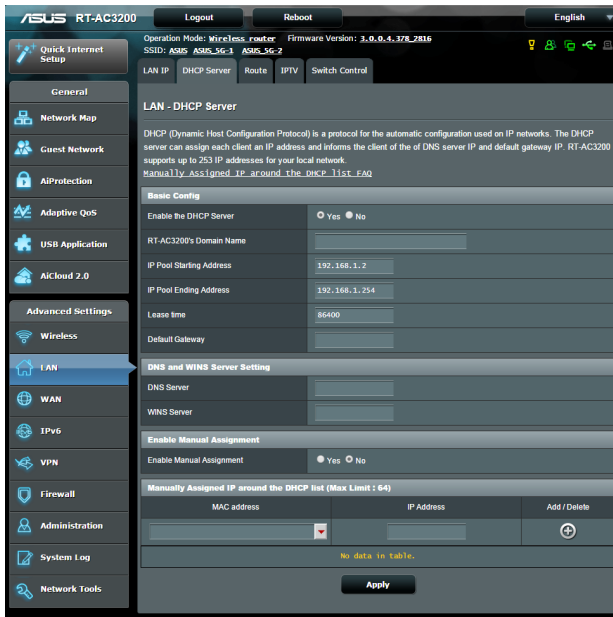 ASUS RT-AC3200 Logout Reboot English
Quick Internet Setup
Operation Mode: Wireless router Firmware Version: 3.0.0.4.378_2816
SSID: ASUS ASUS_5G-1 ASUS_5G-2
LAN IP DHCP Server Route IPTV Switch Control
General
Network Map
Guest Network
AiProtection
Adaptive QoS
USB Application
AiCloud 2.0
Advanced Settings
Wireless
LAN
WAN
IPv6
VPN
Firewall
Administration
System Log
Network Tools
LAN - DHCP Server
DHCP (Dynamic Host Configuration Protocol) is a protocol for the automatic configuration used on IP networks. The DHCP
server can assign each client an IP address and informs the client of the of DNS server IP and default gateway IP. RT-AC3200
supports up to 253 IP addresses for your local network.
Manually Assigned IP around the DHCP list FAQ
Basic Config
Enable the DHCP Server Yes No
RT-AC3200's Domain Name
IP Pool Starting Address 192.168.1.2
IP Pool Ending Address 192.168.1.254
Lease time 86400
Default Gateway
DNS and WINS Server Setting
DNS Server
WINS Server
Enable Manual Assignment
Enable Manual Assignment Yes No
Manually Assigned IP around the DHCP list (Max Limit : 64)
MAC address IP Address Add / Delete
No data in table.
Apply